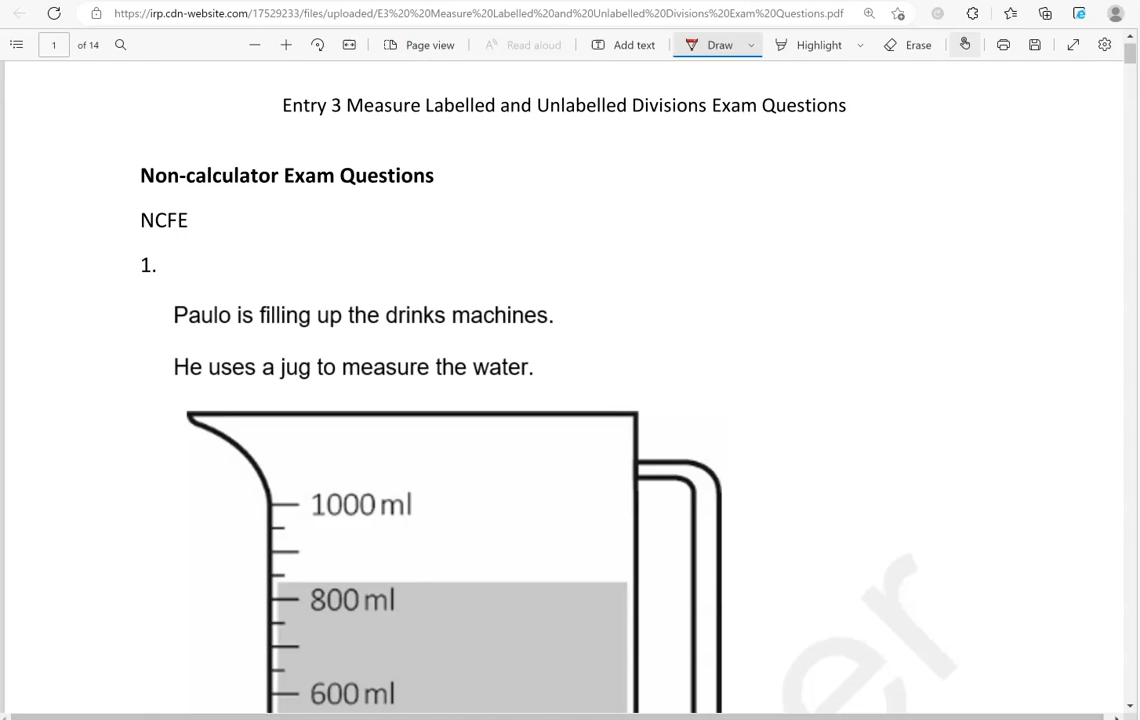 https://irp.cdn-website.com/17529233/files/uploaded/E3%20%20Measure%20Labelled%20and%20Unlabelled%20Divisions%20Exam%20Questions.pdf
1 of 14 Page view Read aloud Add text Draw Highlight Erase
Entry 3 Measure Labelled and Unlabelled Divisions Exam Questions
Non-calculator Exam Questions
NCFE
1.
Paulo is filling up the drinks machines.
He uses a jug to measure the water.
1000 ml
800 ml
600 ml
er